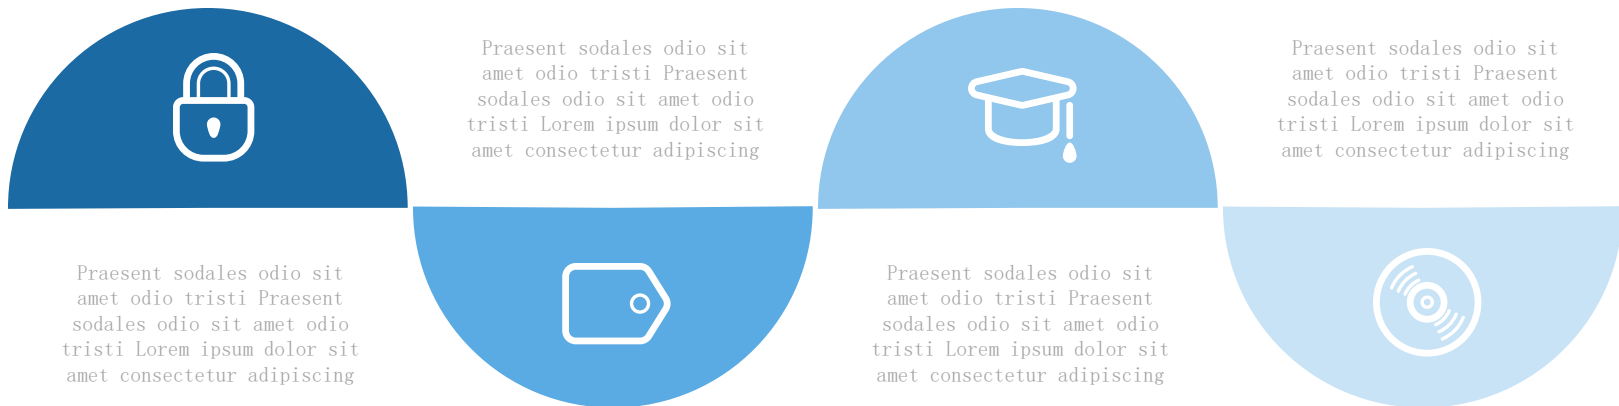 Praesent sodales odio sit
amet odio tristi Praesent
sodales odio sit amet odio
tristi Lorem ipsum dolor sit
amet consectetur adipiscing
Praesent sodales odio sit
amet odio tristi Praesent
sodales odio sit amet odio
tristi Lorem ipsum dolor sit
amet consectetur adipiscing
Praesent sodales odio sit
amet odio tristi Praesent
sodales odio sit amet odio
tristi Lorem ipsum dolor sit
amet consectetur adipiscing
Praesent sodales odio sit
amet odio tristi Praesent
sodales odio sit amet odio
tristi Lorem ipsum dolor sit
amet consectetur adipiscing